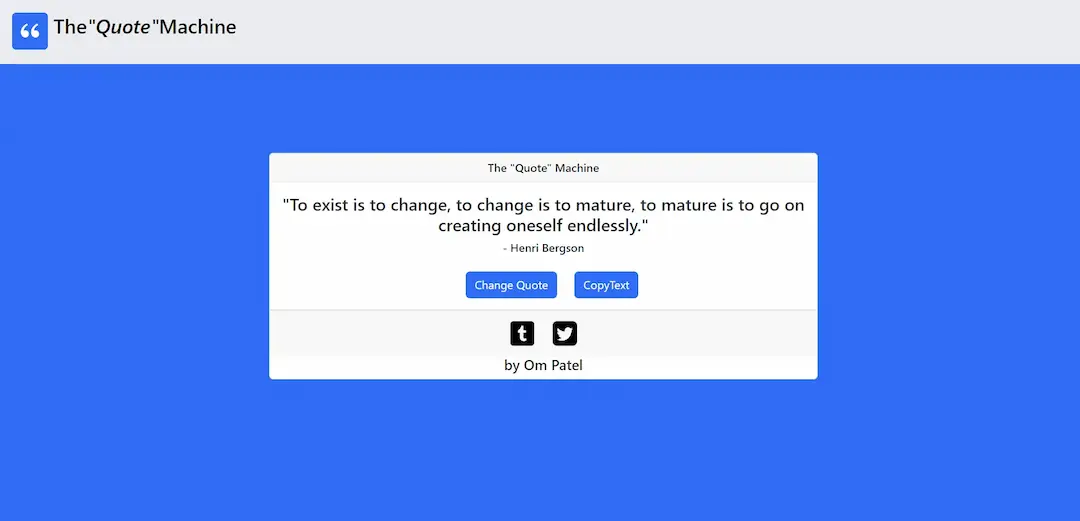 The"Quote"Machine
The "Quote" Machine
"To exist is to change, to change is to mature, to mature is to go on
creating oneself endlessly."
- Henri Bergson
Change Quote CopyText
by Om Patel